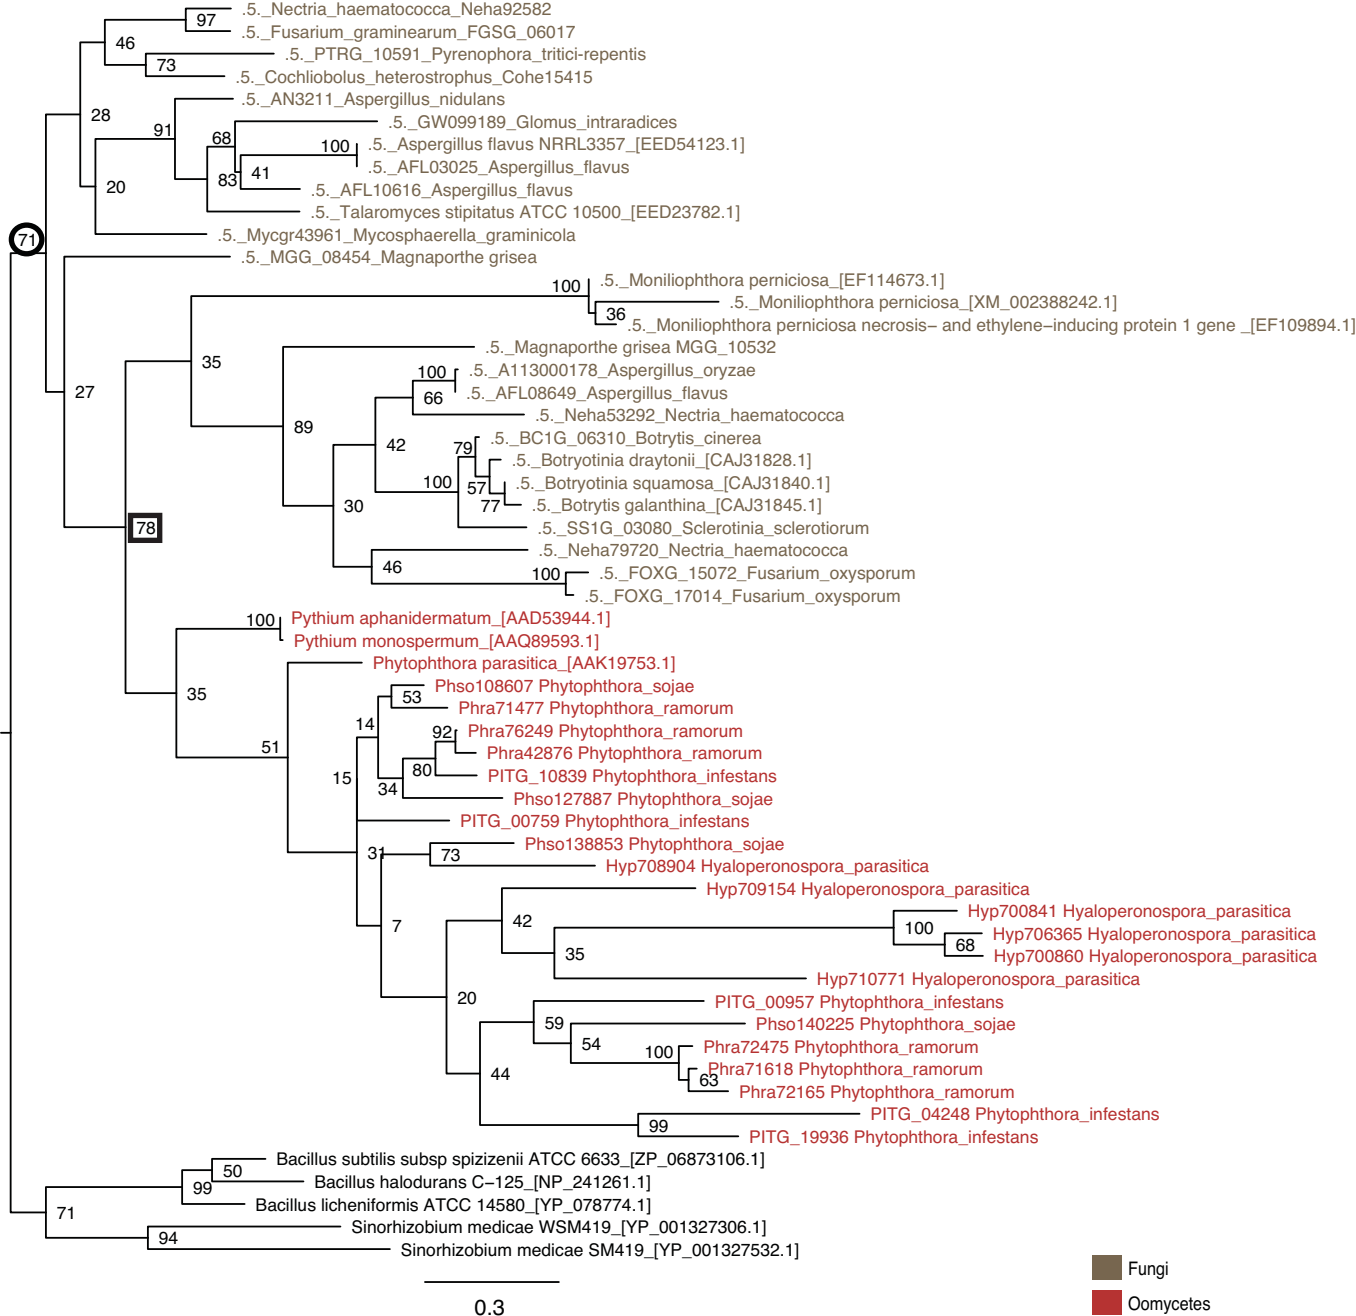 .5._Nectria_haematococca_Neha92582
97
.5._Fusarium_graminearum_FGSG_06017
46
.5._PTRG_10591_Pyrenophora_tritici-repentis
73
.5._Cochliobolus_heterostrophus_Cohe15415
28
.5._AN3211_Aspergillus_nidulans
91
.5._GW099189_Glomus_intraradices
68
100
.5._Aspergillus flavus NRRL3357_[EED54123.1]
.5._AFL03025_Aspergillus_flavus
83
41
20
.5._AFL10616_Aspergillus_flavus
.5._Talaromyces stipitatus ATCC 10500_[EED23782.1]
71
.5._Mycgr43961_Mycosphaerella_graminicola
.5._MGG_08454_Magnaporthe grisea
100
.5._Moniliophthora perniciosa_[EF114673.1]
.5._Moniliophthora perniciosa_[XM_002388242.1]
36
.5._Moniliophthora perniciosa necrosis− and ethylene−inducing protein 1 gene _[EF109894.1]
.5._Magnaporthe grisea MGG_10532
35
100
.5._A113000178_Aspergillus_oryzae
27
.5._AFL08649_Aspergillus_flavus
66
.5._Neha53292_Nectria_haematococca
89
.5._BC1G_06310_Botrytis_cinerea
42
79
.5._Botryotinia draytonii_[CAJ31828.1]
100
57
.5._Botryotinia squamosa_[CAJ31840.1]
30
77
.5._Botrytis galanthina_[CAJ31845.1]
78
.5._SS1G_03080_Sclerotinia_sclerotiorum
.5._Neha79720_Nectria_haematococca
46
100
.5._FOXG_15072_Fusarium_oxysporum
.5._FOXG_17014_Fusarium_oxysporum
100
Pythium aphanidermatum_[AAD53944.1]
Pythium monospermum_[AAQ89593.1]
Phytophthora parasitica_[AAK19753.1]
35
Phso108607 Phytophthora_sojae
53
Phra71477 Phytophthora_ramorum
14
92
Phra76249 Phytophthora_ramorum
51
Phra42876 Phytophthora_ramorum
15
80
PITG_10839 Phytophthora_infestans
34
Phso127887 Phytophthora_sojae
PITG_00759 Phytophthora_infestans
31
Phso138853 Phytophthora_sojae
73
Hyp708904 Hyaloperonospora_parasitica
Hyp709154 Hyaloperonospora_parasitica
42
Hyp700841 Hyaloperonospora_parasitica
7
100
Hyp706365 Hyaloperonospora_parasitica
68
35
Hyp700860 Hyaloperonospora_parasitica
Hyp710771 Hyaloperonospora_parasitica
20
PITG_00957 Phytophthora_infestans
59
Phso140225 Phytophthora_sojae
54
100
Phra72475 Phytophthora_ramorum
44
Phra71618 Phytophthora_ramorum
63
Phra72165 Phytophthora_ramorum
PITG_04248 Phytophthora_infestans
99
PITG_19936 Phytophthora_infestans
Bacillus subtilis subsp spizizenii ATCC 6633_[ZP_06873106.1]
50
Bacillus halodurans C−125_[NP_241261.1]
99
Bacillus licheniformis ATCC 14580_[YP_078774.1]
71
Sinorhizobium medicae WSM419_[YP_001327306.1]
94
Sinorhizobium medicae SM419_[YP_001327532.1]
0.3
Fungi
Oomycetes